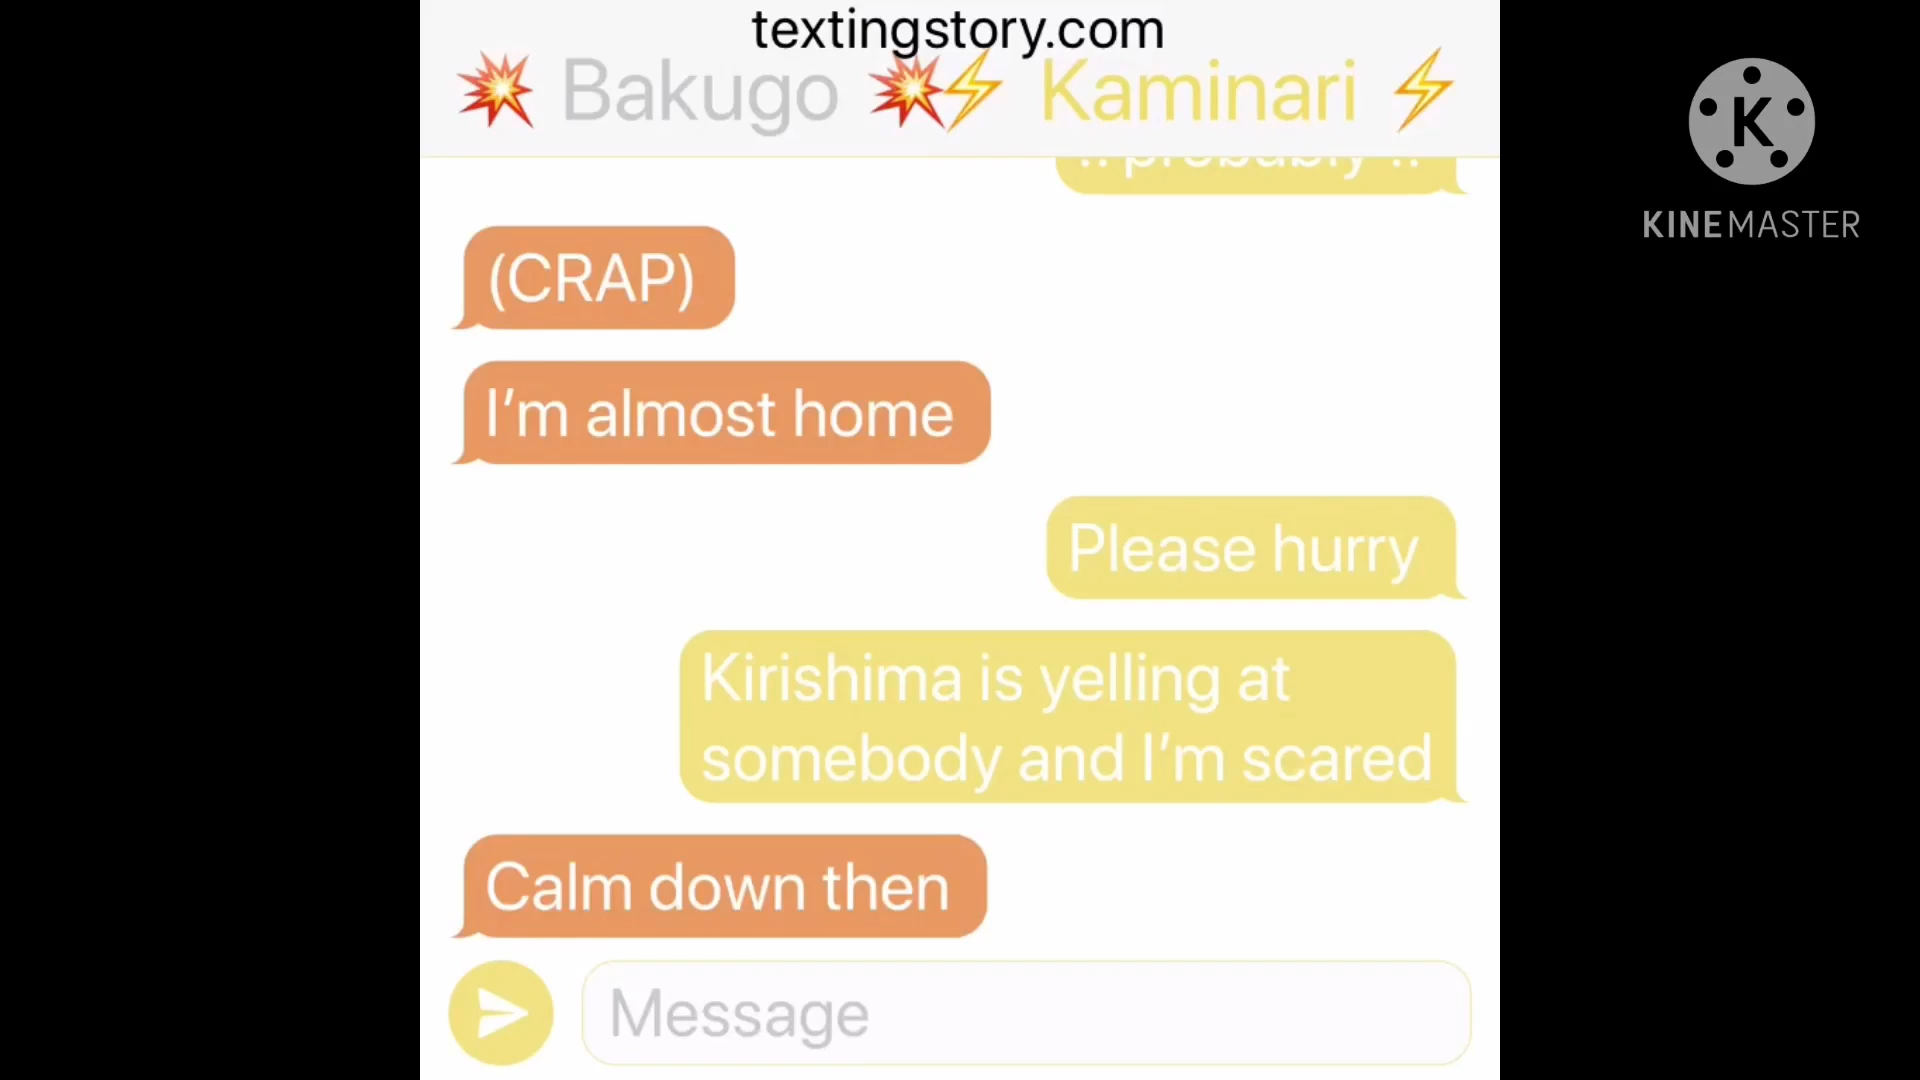 textingstory.com
💥 Bakugo 💥⚡ Kaminari ⚡
.. probably ..
(CRAP)
I'm almost home
Please hurry
Kirishima is yelling at
somebody and I'm scared
Calm down then
Message
K
KINEMASTER